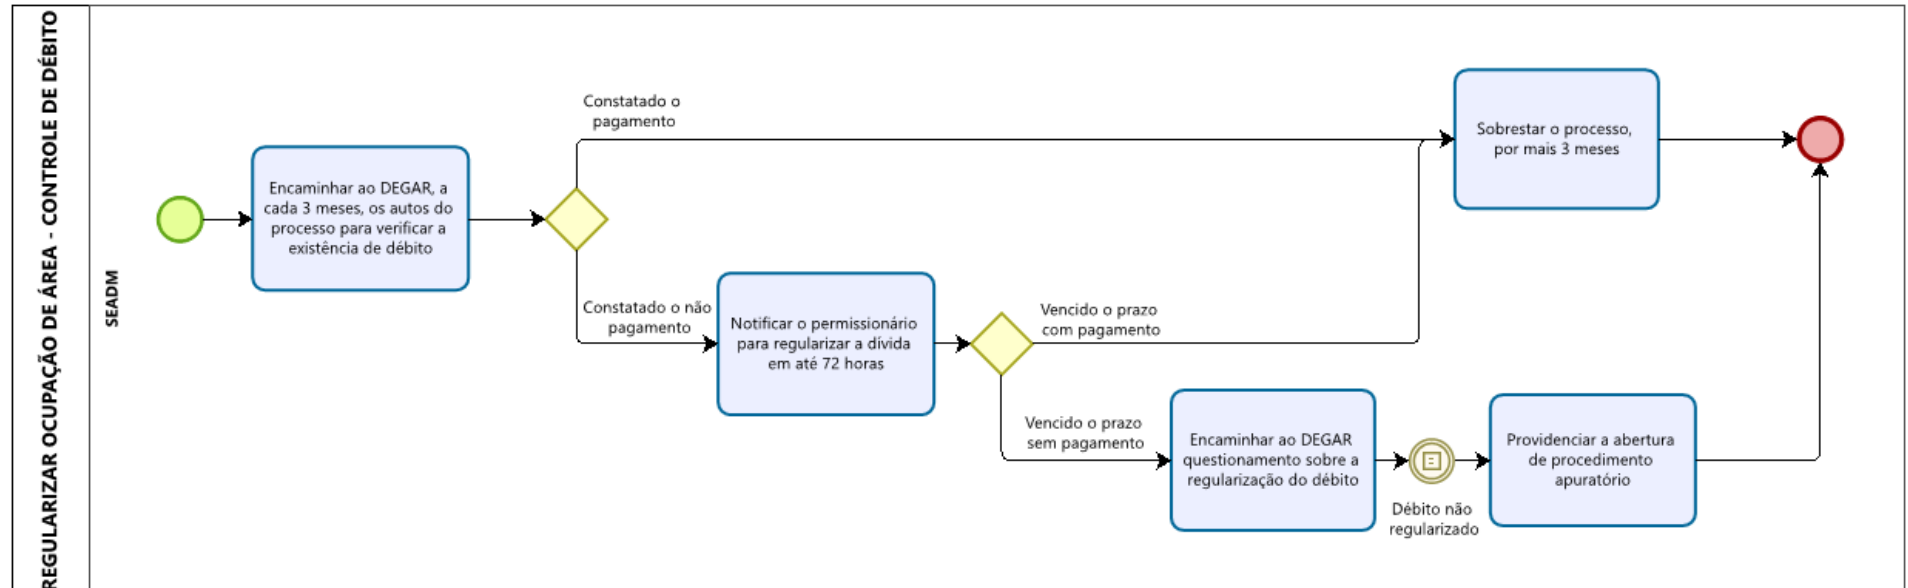 REGULARIZAR OCUPAÇÃO DE ÁREA - CONTROLE DE DÉBITO
SEADM
Encaminhar ao DEGAR, a
cada 3 meses, os autos do
processo para verificar a
existência de débito
Constatado o
pagamento
Constatado o não
pagamento
Notificar o permissionário
para regularizar a dívida
em até 72 horas
Vencido o prazo
com pagamento
Vencido o prazo
sem pagamento
Encaminhar ao DEGAR
questionamento sobre a
regularização do débito
Débito não
regularizado
Providenciar a abertura
de procedimento
apuratório
Sobrestar o processo,
por mais 3 meses